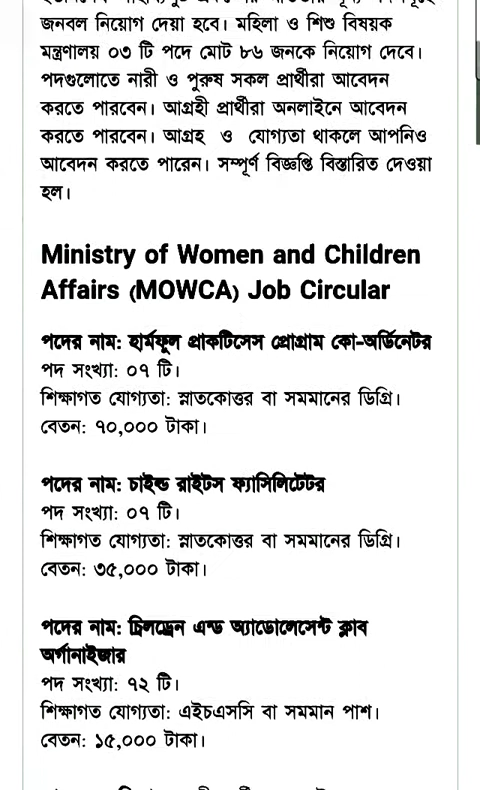 জনবল নিয়োগ দেয়া হবে। মহিলা ও শিশু বিষয়ক
মন্ত্রণালয় ০৩ টি পদে মোট ৮৬ জনকে নিয়োগ দেবে।
পদগুলোতে নারী ও পুরুষ সকল প্রার্থীরা আবেদন
করতে পারবেন। আগ্রহী প্রার্থীরা অনলাইনে আবেদন
করতে পারবেন। আগ্রহ ও যোগ্যতা থাকলে আপনিও
আবেদন করতে পারেন। সম্পূর্ণ বিজ্ঞপ্তি বিস্তারিত দেওয়া
হল।
Ministry of Women and Children
Affairs (MOWCA) Job Circular
পদের নাম: হার্মফুল প্রাকটিসেস প্রোগ্রাম কো-অর্ডিনেটর
পদ সংখ্যা: ০৭ টি।
শিক্ষাগত যোগ্যতা: স্নাতকোত্তর বা সমমানের ডিগ্রি।
বেতন: ৭০,০০০ টাকা।
পদের নাম: চাইল্ড রাইটস ফ্যাসিলিটেটর
পদ সংখ্যা: ০৭ টি।
শিক্ষাগত যোগ্যতা: স্নাতকোত্তর বা সমমানের ডিগ্রি।
বেতন: ৩৫,০০০ টাকা।
পদের নাম: চিলড্রেন এন্ড অ্যাডোলেসেন্ট ক্লাব
অর্গানাইজার
পদ সংখ্যা: ৭২ টি।
শিক্ষাগত যোগ্যতা: এইচএসসি বা সমমান পাশ।
বেতন: ১৫,০০০ টাকা।